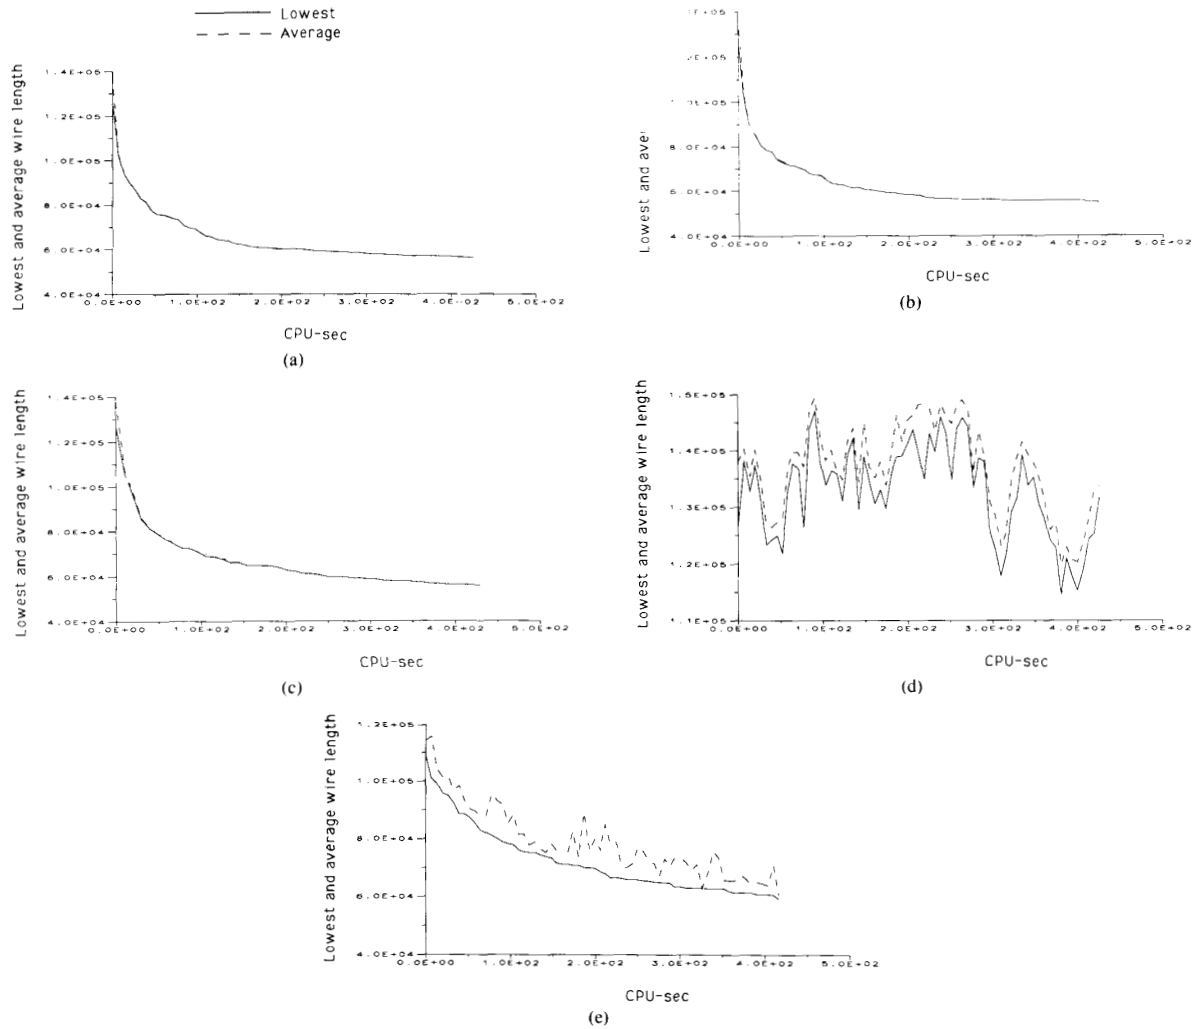 Lowest
Average
Lowest and average wire length
1.4E+05
1.2E+05
1.0E+05
8.0E+04
6.0E+04
4.0E+04
0.0E+00 1.0E+02 2.0E+02 3.0E+02 4.0E+02 5.0E+02
CPU-sec
(a)
Lowest and ave
E+05
2E+05
0E+05
8.0E+04
6.0E+04
4.0E+04
0.0E+00 1.0E+02 2.0E+02 3.0E+02 4.0E+02 5.0E+02
CPU-sec
(b)
Lowest and average wire length
1.4E+05
1.2E+05
1.0E+05
8.0E+04
6.0E+04
4.0E+04
0.0E+00 1.0E+02 2.0E+02 3.0E+02 4.0E+02 5.0E+02
CPU-sec
(c)
Lowest and average wire length
1.5E+05
1.4E+05
1.3E+05
1.2E+05
1.1E+05
0.0E+00 1.0E+02 2.0E+02 3.0E+02 4.0E+02 5.0E+02
CPU-sec
(d)
Lowest and average wire length
1.2E+05
1.0E+05
8.0E+04
6.0E+04
4.0E+04
0.0E+00 1.0E+02 2.0E+02 3.0E+02 4.0E+02 5.0E+02
CPU-sec
(e)